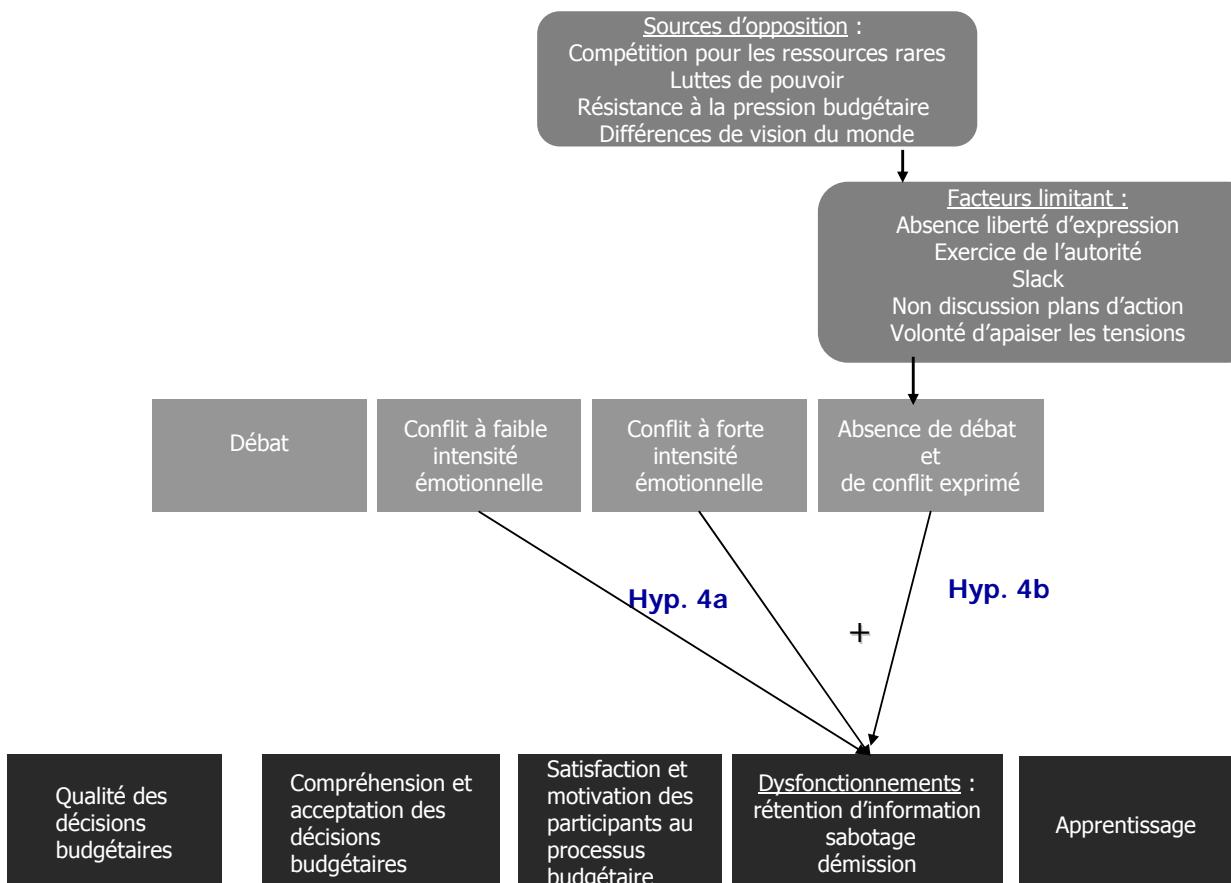 Sources d’opposition :
Compétition pour les ressources rares
Luttes de pouvoir
Résistance à la pression budgétaire
Différences de vision du monde
Facteurs limitant :
Absence liberté d’expression
Exercice de l’autorité
Slack
Non discussion plans d’action
Volonté d’apaiser les tensions
Débat
Conflit à faible
intensité
émotionnelle
Conflit à forte
intensité
émotionnelle
Absence de débat
et
de conflit exprimé
Hyp. 4a
Hyp. 4b
+
Qualité des
décisions
budgétaires
Compréhension et
acceptation des
décisions
budgétaires
Satisfaction et
motivation des
participants au
processus
budgétaire
Dysfonctionnements :
rétention d’information
sabotage
démission
Apprentissage